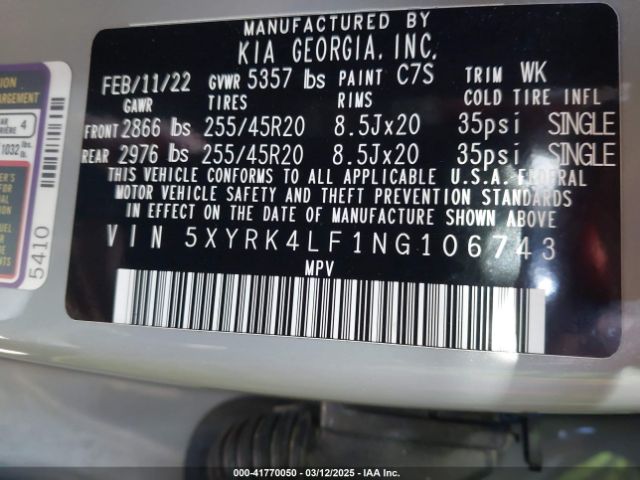 MANUFACTURED BY
KIA GEORGIA, INC.
FEB/11/22 GVWR 5357 lbs PAINT C7S TRIM WK
GAWR TIRES RIMS COLD TIRE INFL
FRONT 2866 lbs 255/45R20 8.5Jx20 35psi SINGLE
REAR 2976 lbs 255/45R20 8.5Jx20 35psi SINGLE
THIS VEHICLE CONFORMS TO ALL APPLICABLE U.S.A. FEDERAL
MOTOR VEHICLE SAFETY AND THEFT PREVENTION STANDARDS
IN EFFECT ON THE DATE OF MANUFACTURE SHOWN ABOVE
VIN 5XYRK4LF1NG106743
MPV
4
1032 lbs.
5410
000-41770050 - 03/12/2025 - IAA Inc.